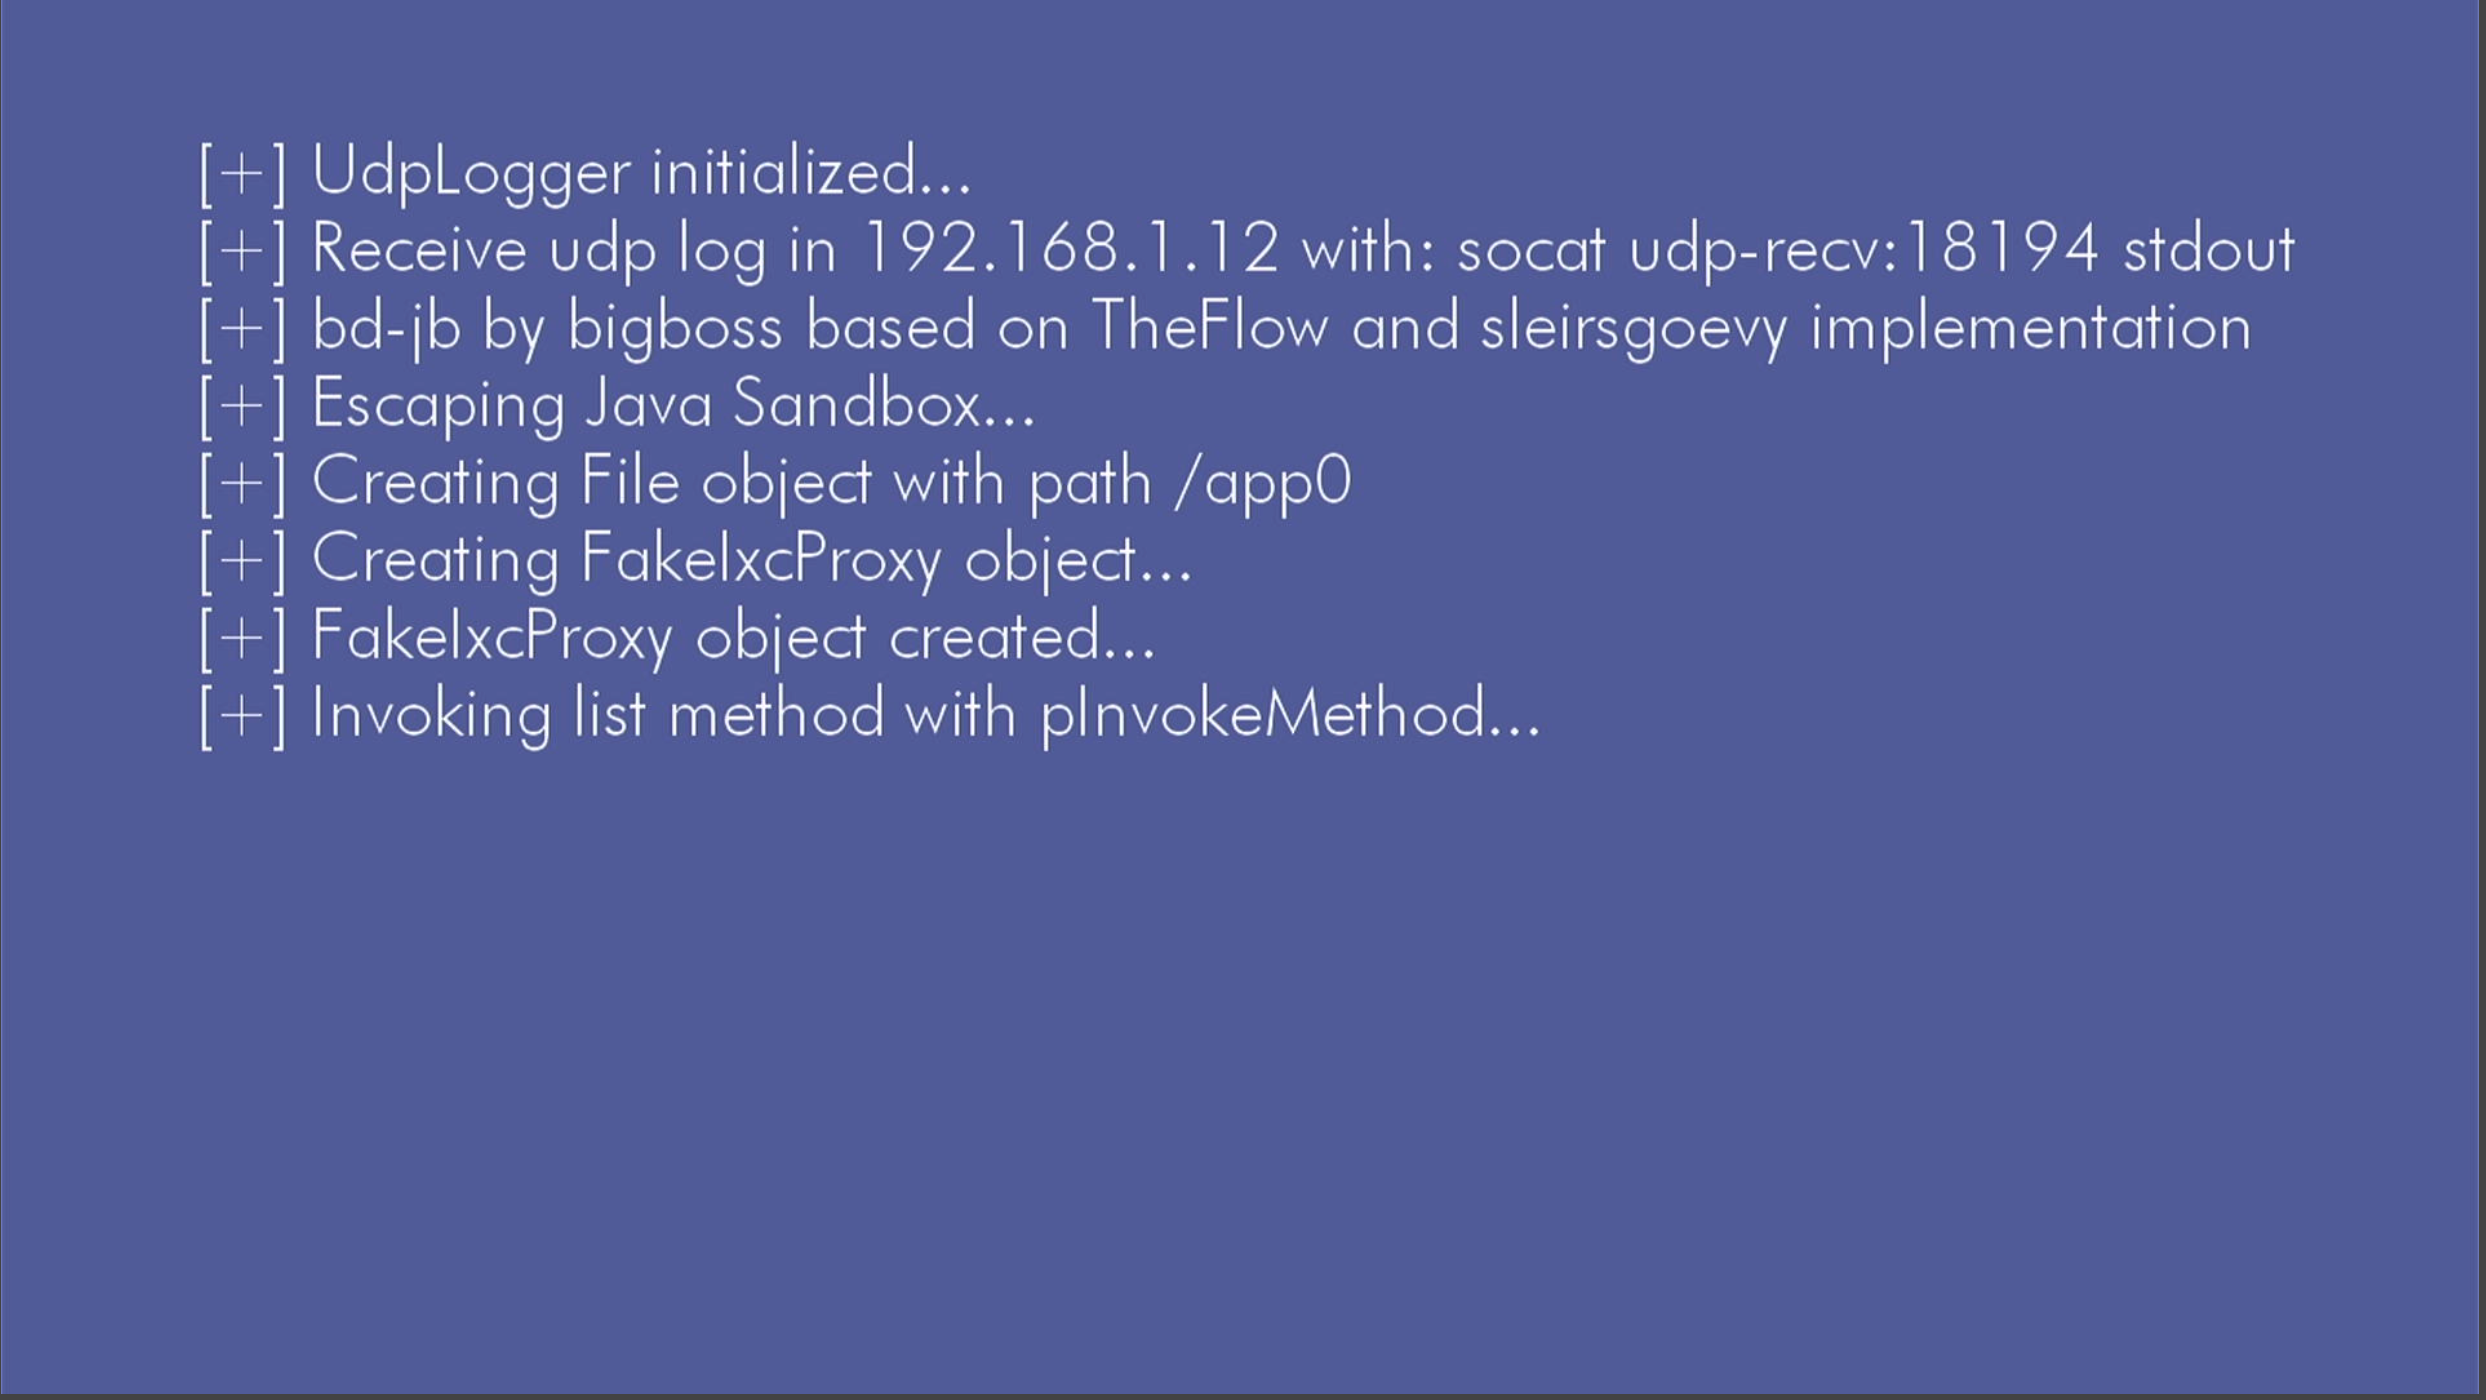 [+] UdpLogger initialized...
[+] Receive udp log in 192.168.1.12 with: socat udp-recv:18194 stdout
[+] bd-jb by bigboss based on TheFlow and sleirsgoevy implementation
[+] Escaping Java Sandbox...
[+] Creating File object with path /app0
[+] Creating FakeIxcProxy object...
[+] FakeIxcProxy object created...
[+] Invoking list method with pInvokeMethod...